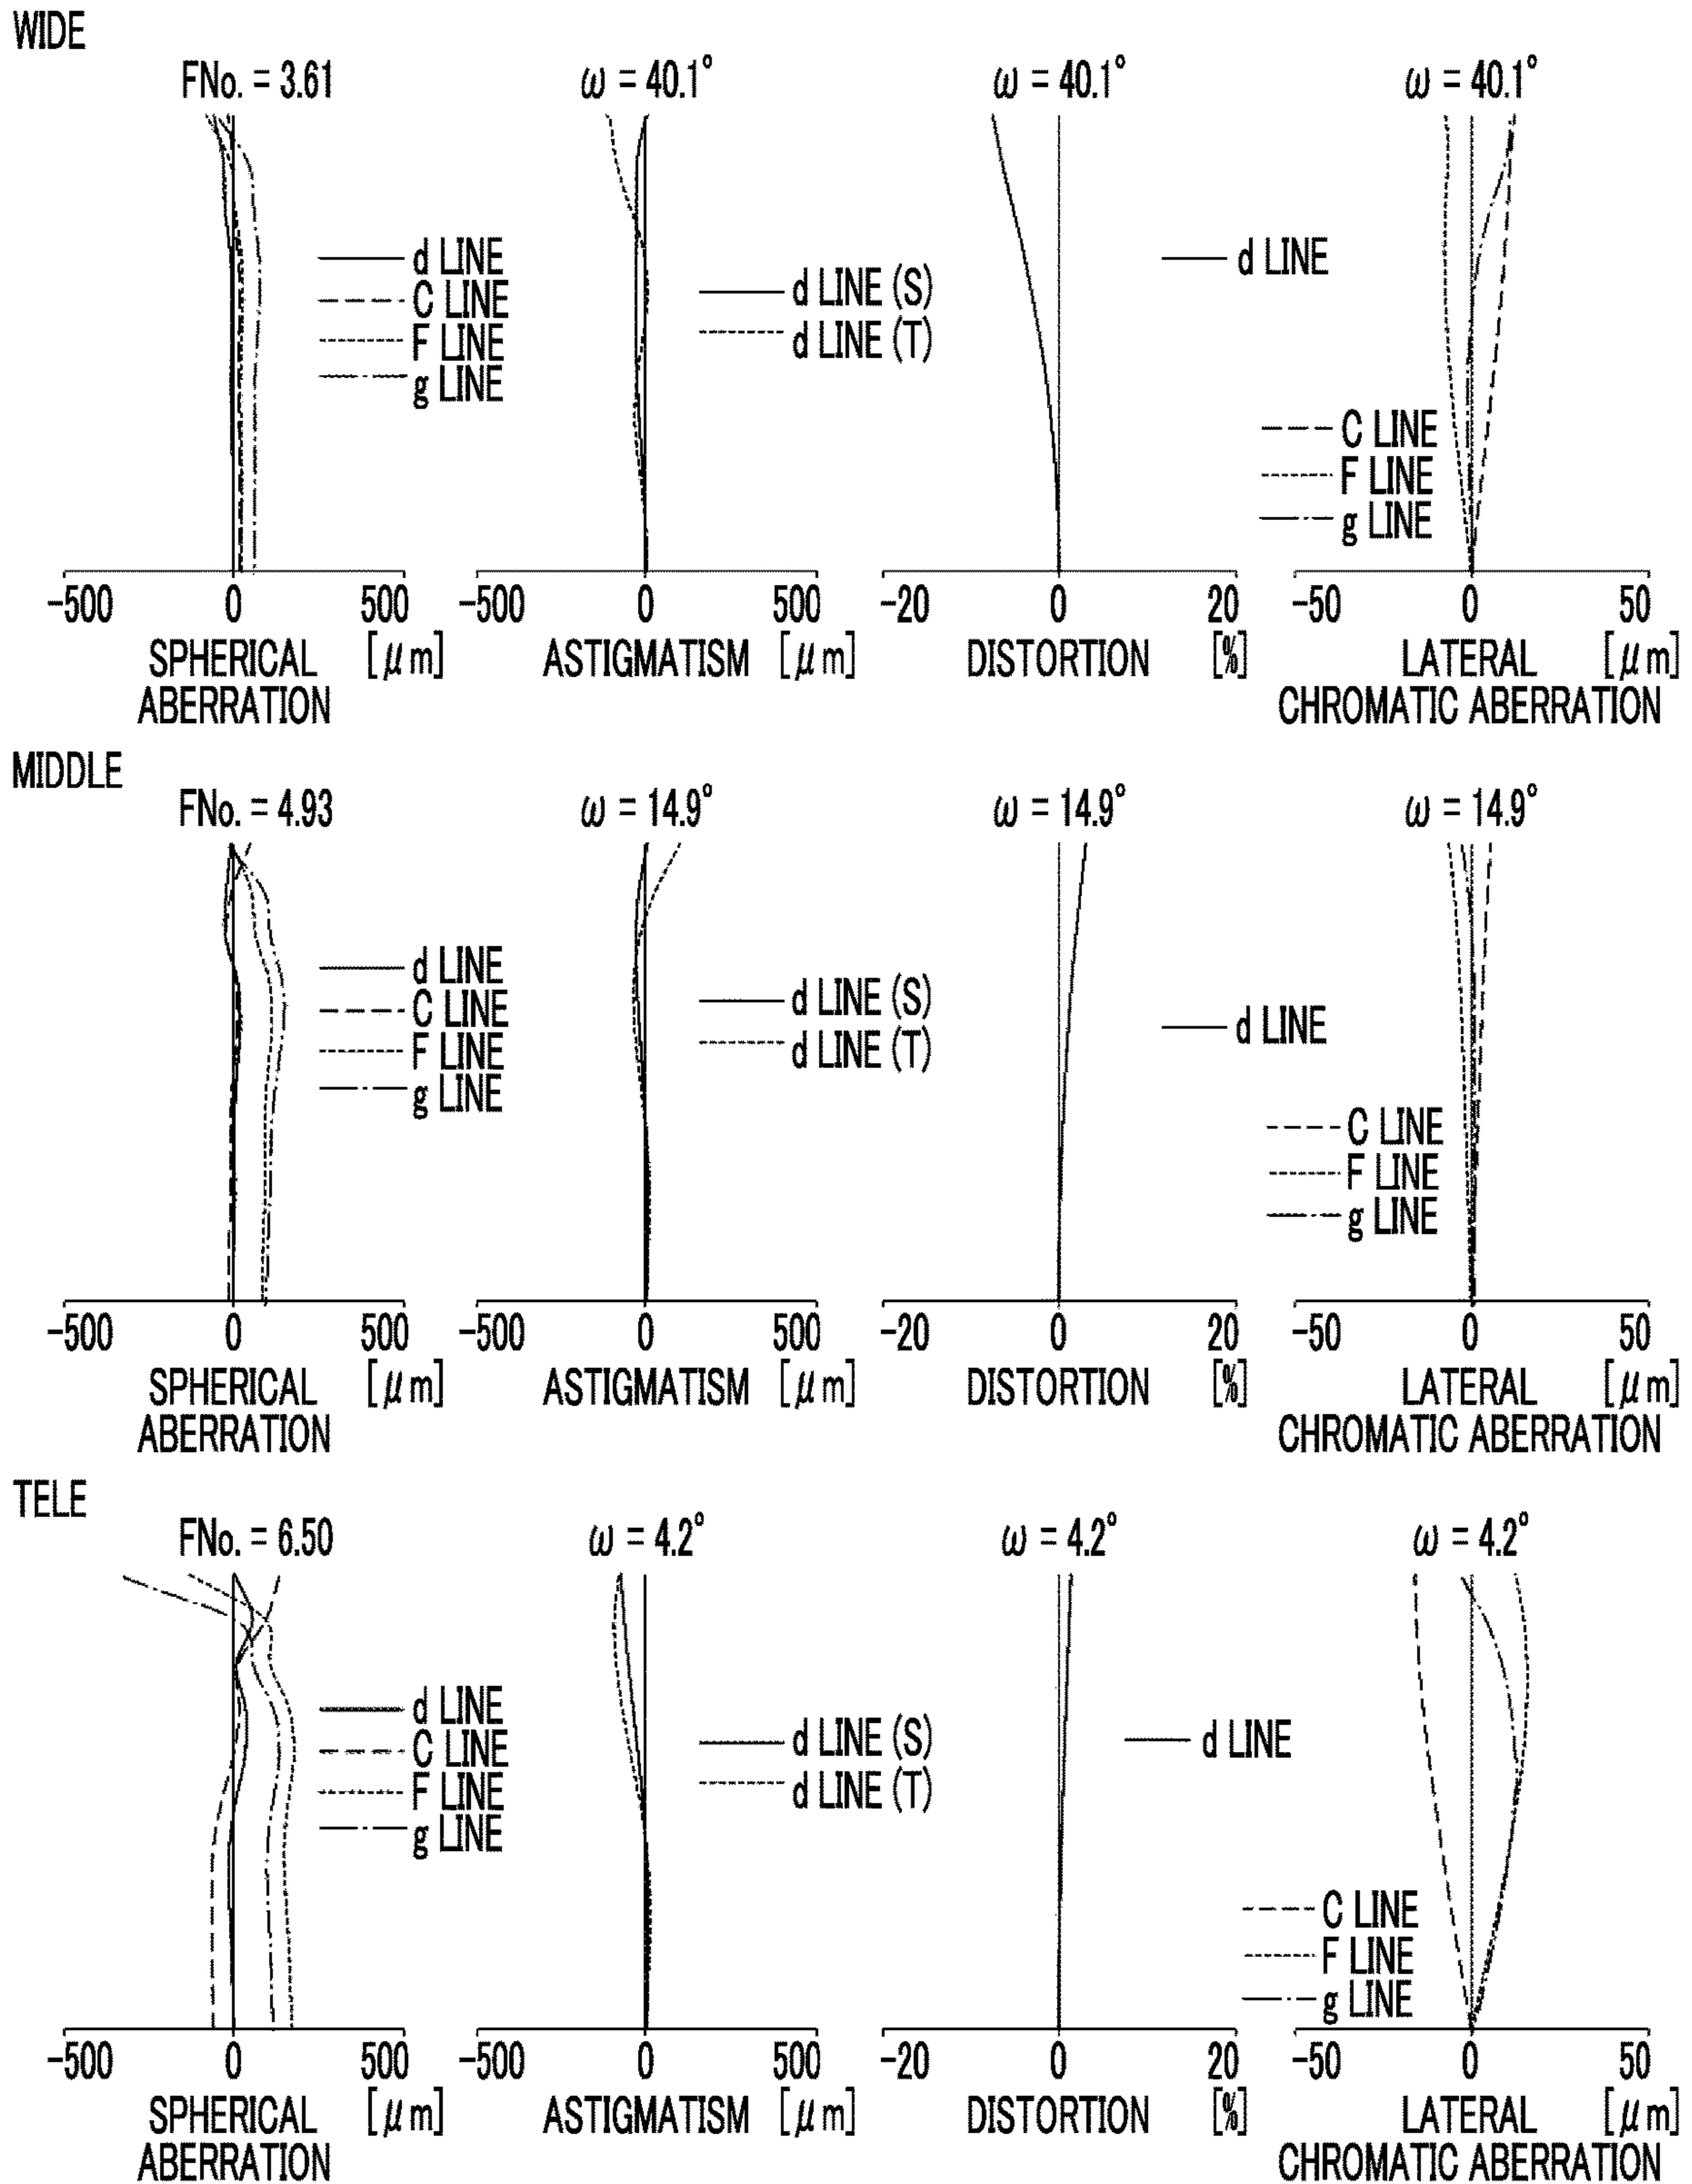 WIDE
FNo. = 3.61
ω = 40.1°
ω = 40.1°
ω = 40.1°
d LINE
C LINE
F LINE
g LINE
d LINE (S)
d LINE (T)
d LINE
C LINE
F LINE
g LINE
-500 0 500
-500 0 500
-20 0 20
-50 0 50
SPHERICAL ABERRATION [μm]
ASTIGMATISM [μm]
DISTORTION [%]
LATERAL CHROMATIC ABERRATION [μm]
MIDDLE
FNo. = 4.93
ω = 14.9°
ω = 14.9°
ω = 14.9°
d LINE
C LINE
F LINE
g LINE
d LINE (S)
d LINE (T)
d LINE
C LINE
F LINE
g LINE
-500 0 500
-500 0 500
-20 0 20
-50 0 50
SPHERICAL ABERRATION [μm]
ASTIGMATISM [μm]
DISTORTION [%]
LATERAL CHROMATIC ABERRATION [μm]
TELE
FNo. = 6.50
ω = 4.2°
ω = 4.2°
ω = 4.2°
d LINE
C LINE
F LINE
g LINE
d LINE (S)
d LINE (T)
d LINE
C LINE
F LINE
g LINE
-500 0 500
-500 0 500
-20 0 20
-50 0 50
SPHERICAL ABERRATION [μm]
ASTIGMATISM [μm]
DISTORTION [%]
LATERAL CHROMATIC ABERRATION [μm]